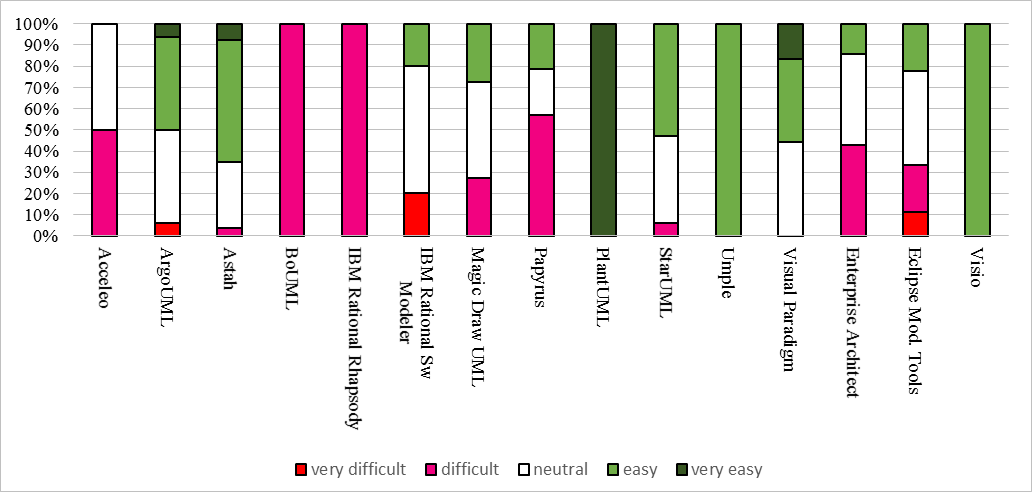 100%
90%
80%
70%
60%
50%
40%
30%
20%
10%
0%
Acceleo
ArgoUML
Astah
BoUML
IBM Rational Rhapsody
IBM Rational Sw
Modeler
Magic Draw UML
Papyrus
PlantUML
StarUML
Umple
Visual Paradigm
Enterprise Architect
Eclipse Mod. Tools
Visio
very difficult difficult neutral easy very easy